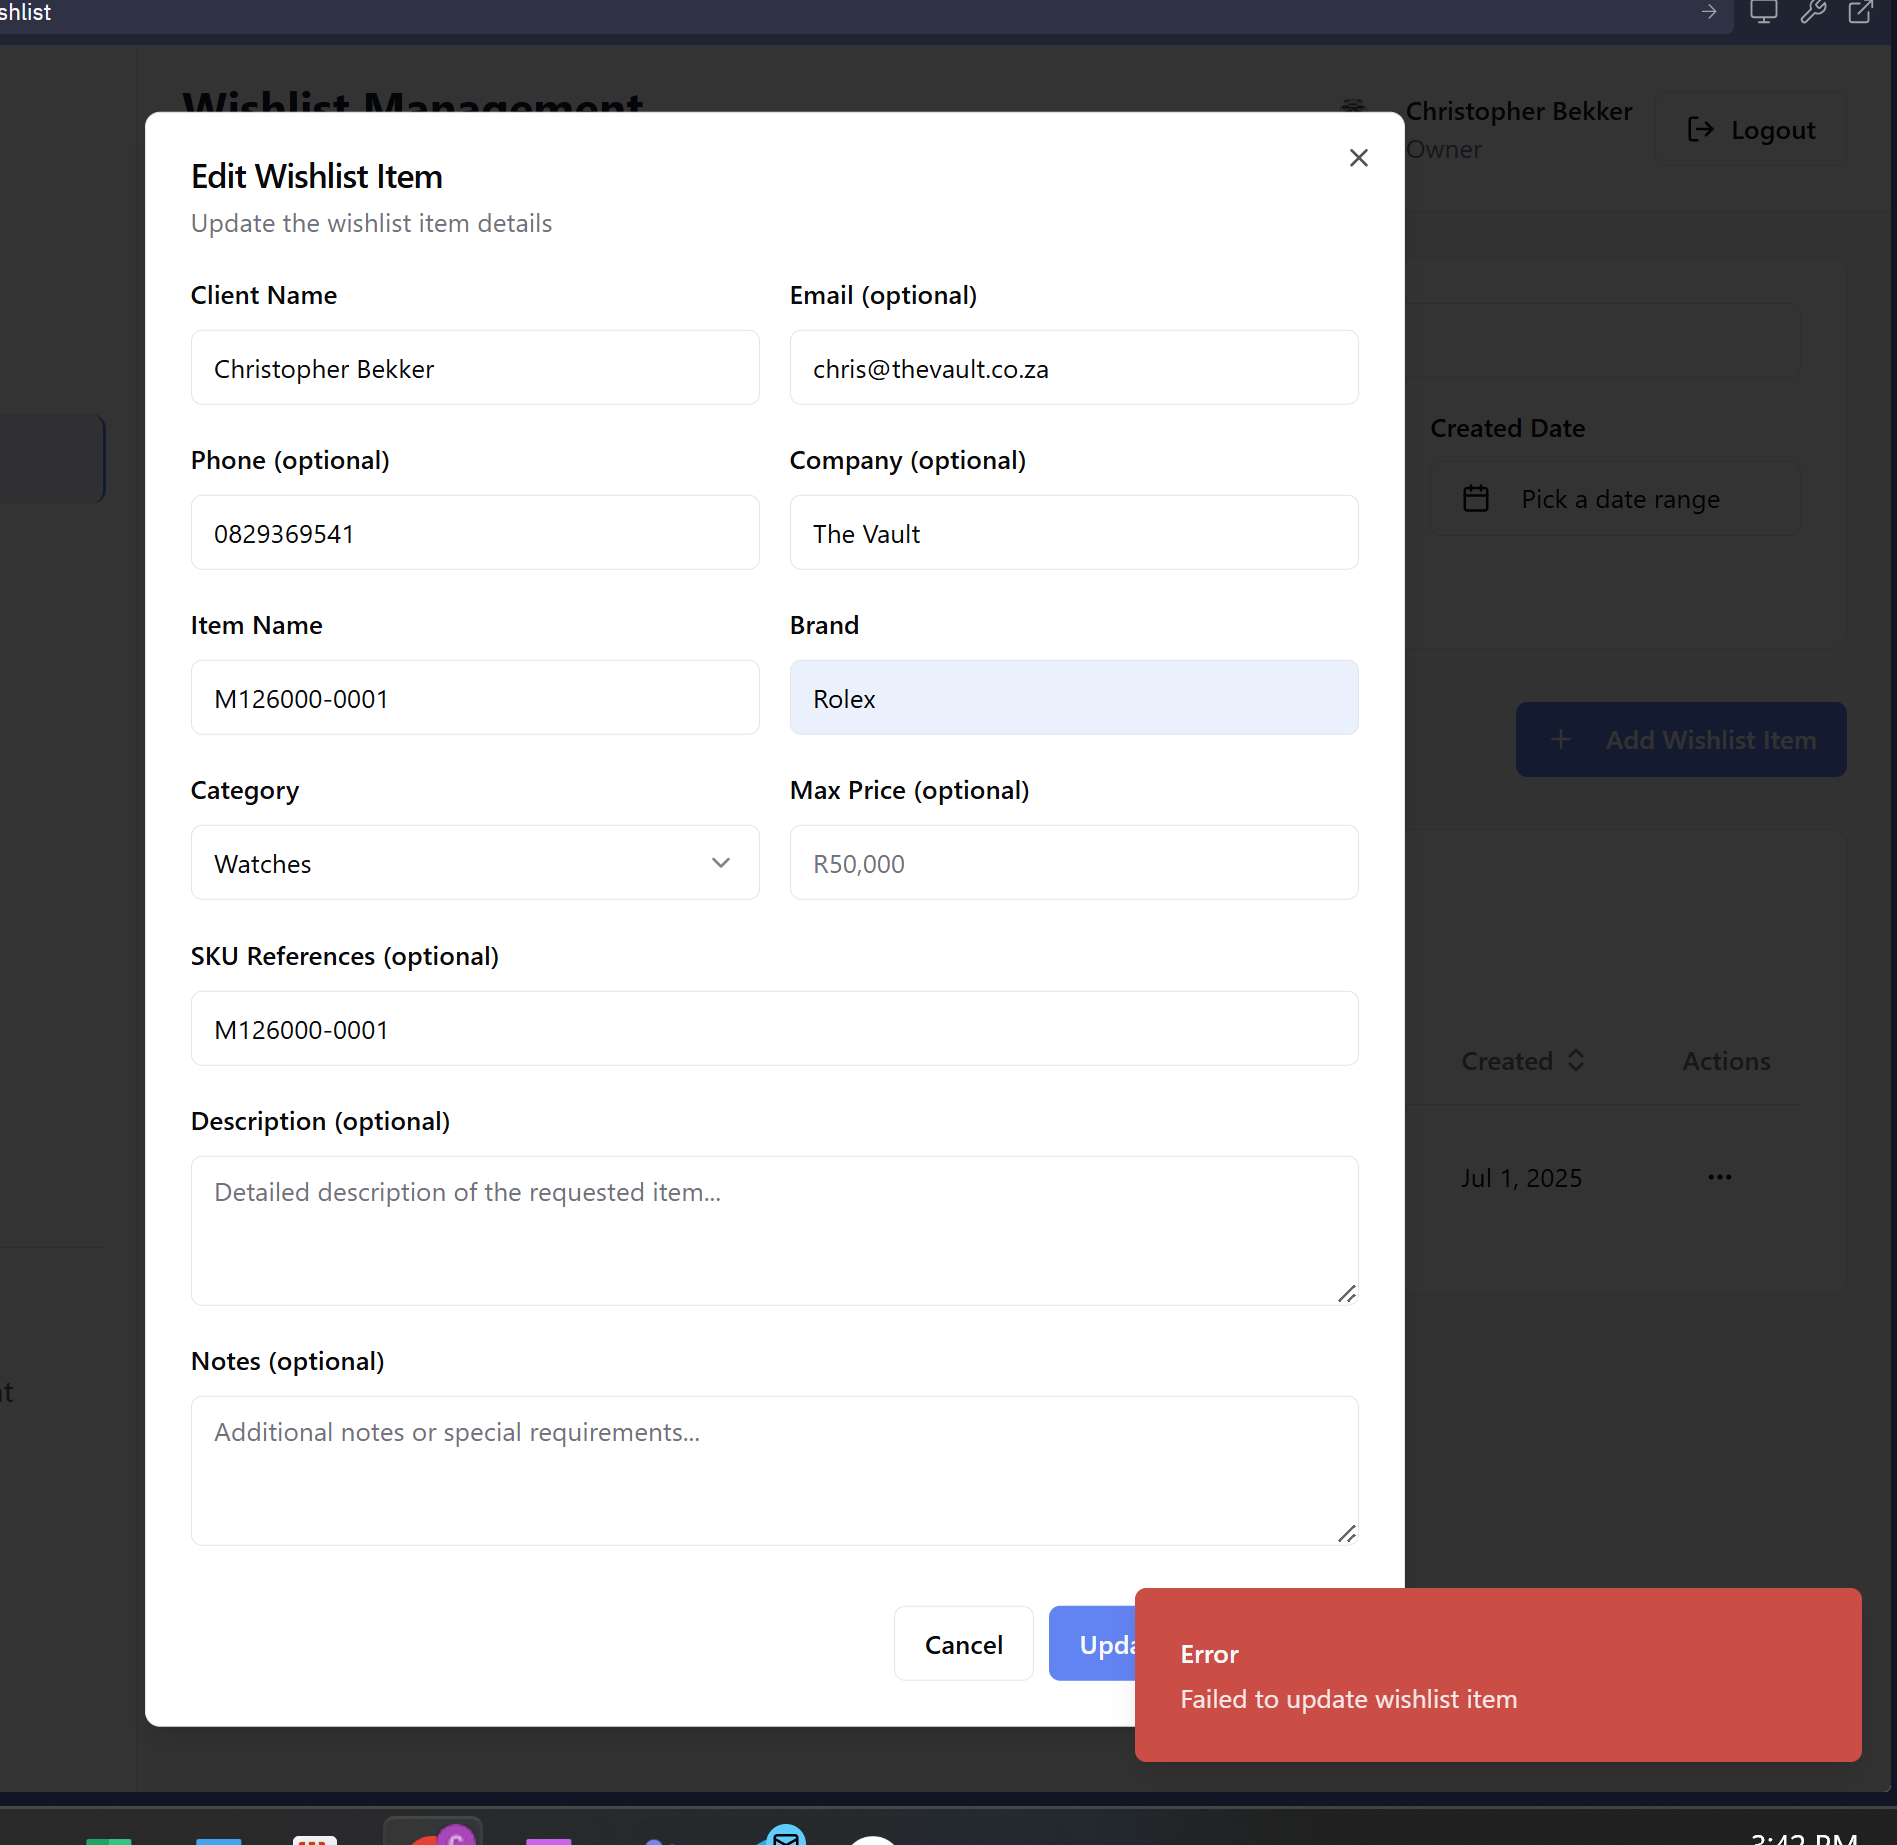 shlist
Wishlist Management
Christopher Bekker
Owner
Logout
Edit Wishlist Item
Update the wishlist item details
Client Name
Email (optional)
Christopher Bekker
chris@thevault.co.za
Phone (optional)
Company (optional)
0829369541
The Vault
Created Date
Pick a date range
Item Name
Brand
M126000-0001
Rolex
Add Wishlist Item
Category
Max Price (optional)
Watches
R50,000
SKU References (optional)
M126000-0001
Created
Actions
Description (optional)
Detailed description of the requested item...
Jul 1, 2025
Notes (optional)
Additional notes or special requirements...
Cancel
Upda
Error
Failed to update wishlist item
3:42 PM